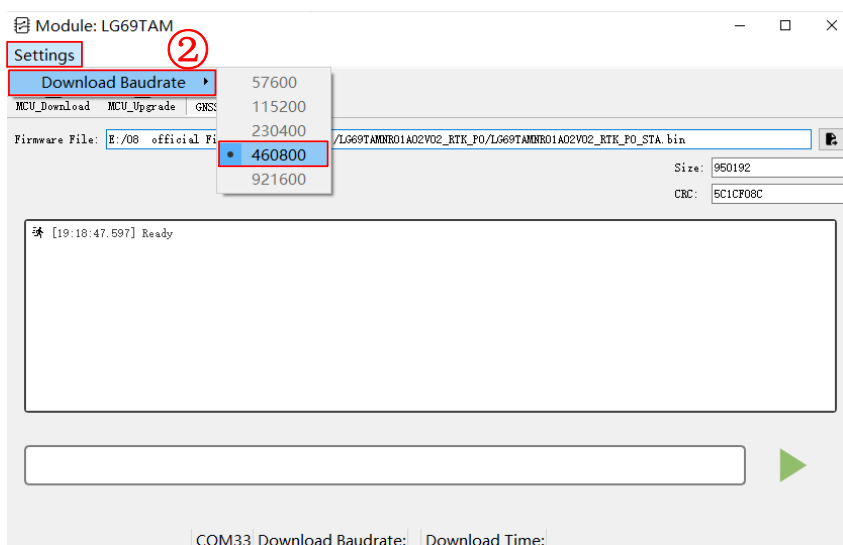 Module: LG69TAM
Settings
②
Download Baudrate
57600
115200
230400
460800
921600
MCU_Download MCU_Upgrade GNSS
Firmware File: E:/08 official Fi /LG69TAMNR01A02V02_RTK_P0/LG69TAMNR01A02V02_RTK_P0_STA.bin
Size: 950192
CRC: 5C1CF08C
[19:18:47.597] Ready
COM33 Download Baudrate: Download Time: